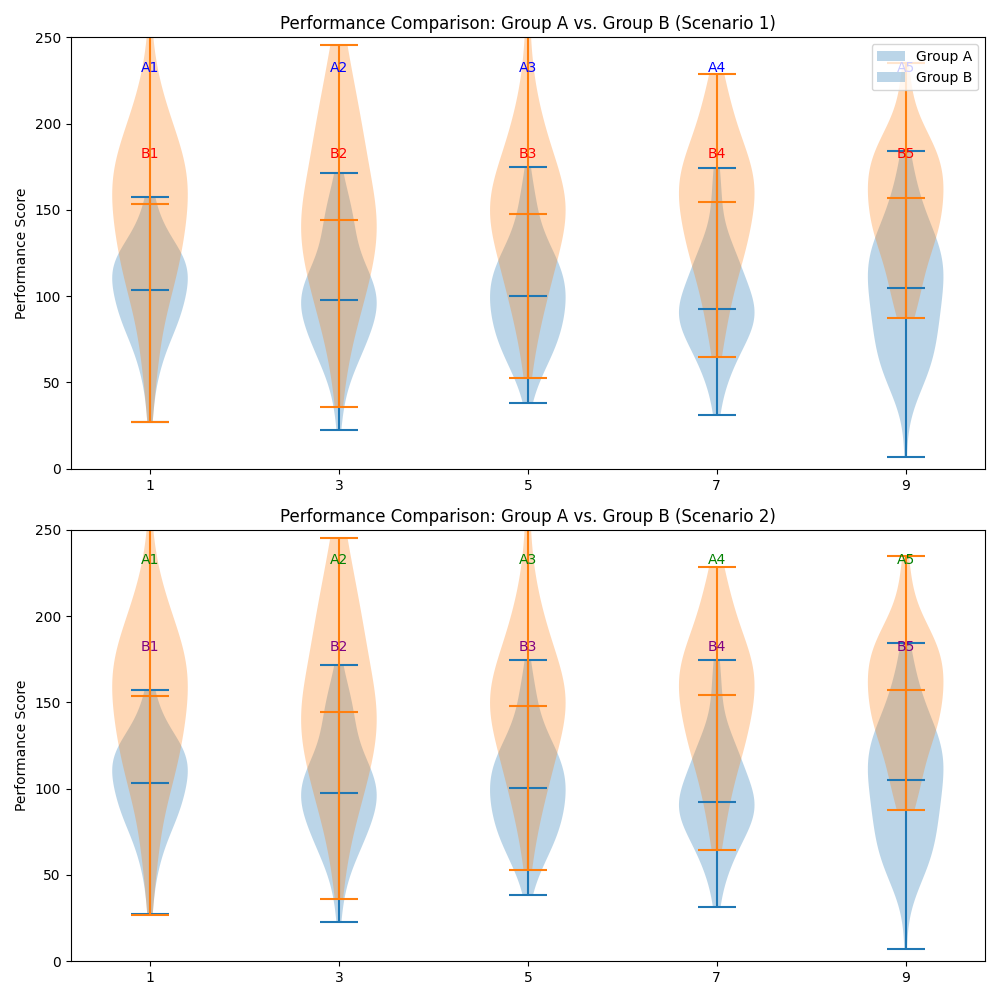 Performance Comparison: Group A vs. Group B (Scenario 1)
Performance Score
250
200
150
100
50
0
A1 A2 A3 A4 A5
B1 B2 B3 B4 B5
Group A
Group B
1 3 5 7 9
Performance Comparison: Group A vs. Group B (Scenario 2)
Performance Score
250
200
150
100
50
0
A1 A2 A3 A4 A5
B1 B2 B3 B4 B5
1 3 5 7 9